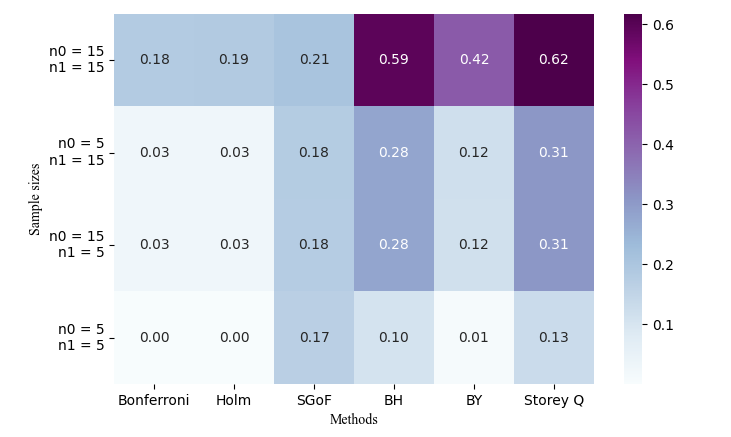 n0 = 15
n1 = 15
0.18 0.19 0.21 0.59 0.42 0.62
n0 = 5
n1 = 15
0.03 0.03 0.18 0.28 0.12 0.31
n0 = 15
n1 = 5
0.03 0.03 0.18 0.28 0.12 0.31
n0 = 5
n1 = 5
0.00 0.00 0.17 0.10 0.01 0.13
Sample sizes
Bonferroni Holm SGoF BH BY Storey Q
Methods
0.6
0.5
0.4
0.3
0.2
0.1